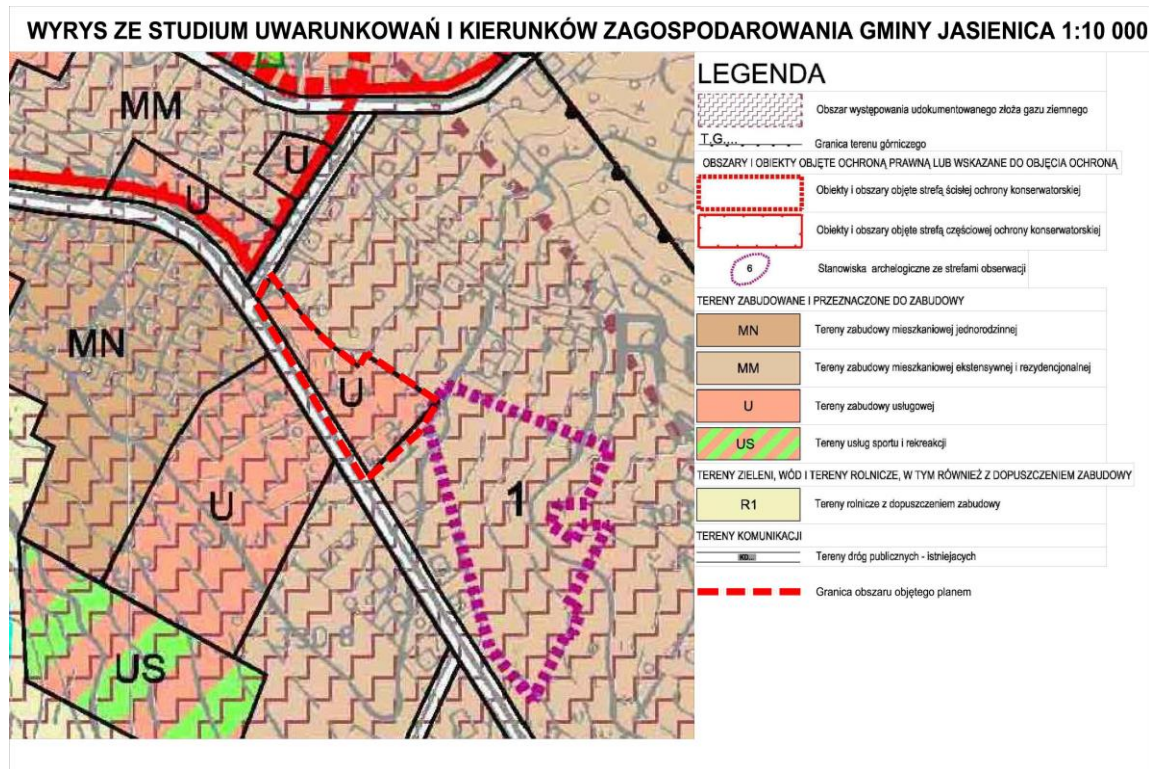 WYRYS ZE STUDIUM UWARUNKOWAŃ I KIERUNKÓW ZAGOSPODAROWANIA GMINY JASIENICA 1:10 000
MM
U
U
MN
U
U
1
US
R
LEGENDA
Obszar występowania udokumentowanego złoża gazu ziemnego
T.G.
Granica terenu górniczego
OBSZARY I OBIEKTY OBJĘTE OCHRONĄ PRAWNĄ LUB WSKAZANE DO OBJĘCIA OCHRONĄ
Obiekty i obszary objęte strefą ścisłej ochrony konserwatorskiej
Obiekty i obszary objęte strefą częściowej ochrony konserwatorskiej
6
Stanowiska archelogiczne ze strefami obserwacji
TERENY ZABUDOWANE I PRZEZNACZONE DO ZABUDOWY
MN
Tereny zabudowy mieszkaniowej jednorodzinnej
MM
Tereny zabudowy mieszkaniowej ekstensywnej i rezydencjonalnej
U
Tereny zabudowy usługowej
US
Tereny usług sportu i rekreakcji
TERENY ZIELENI, WÓD I TERENY ROLNICZE, W TYM RÓWNIEŻ Z DOPUSZCZENIEM ZABUDOWY
R1
Tereny rolnicze z dopuszczeniem zabudowy
TERENY KOMUNIKACJI
Tereny dróg publicznych - istniejacych
Granica obszaru objętego planem